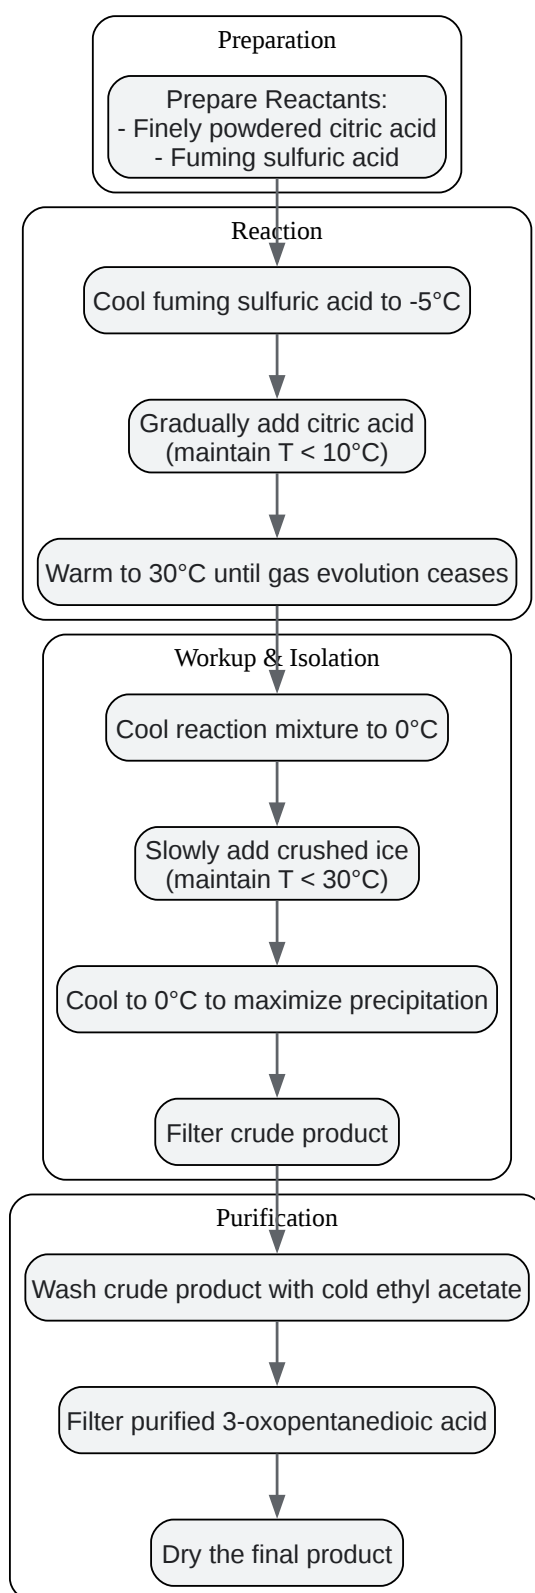 Preparation
Prepare Reactants:
- Finely powdered citric acid
- Fuming sulfuric acid
Reaction
Cool fuming sulfuric acid to -5°C
Gradually add citric acid
(maintain T < 10°C)
Warm to 30°C until gas evolution ceases
Workup & Isolation
Cool reaction mixture to 0°C
Slowly add crushed ice
(maintain T < 30°C)
Cool to 0°C to maximize precipitation
Filter crude product
Purification
Wash crude product with cold ethyl acetate
Filter purified 3-oxopentanedioic acid
Dry the final product